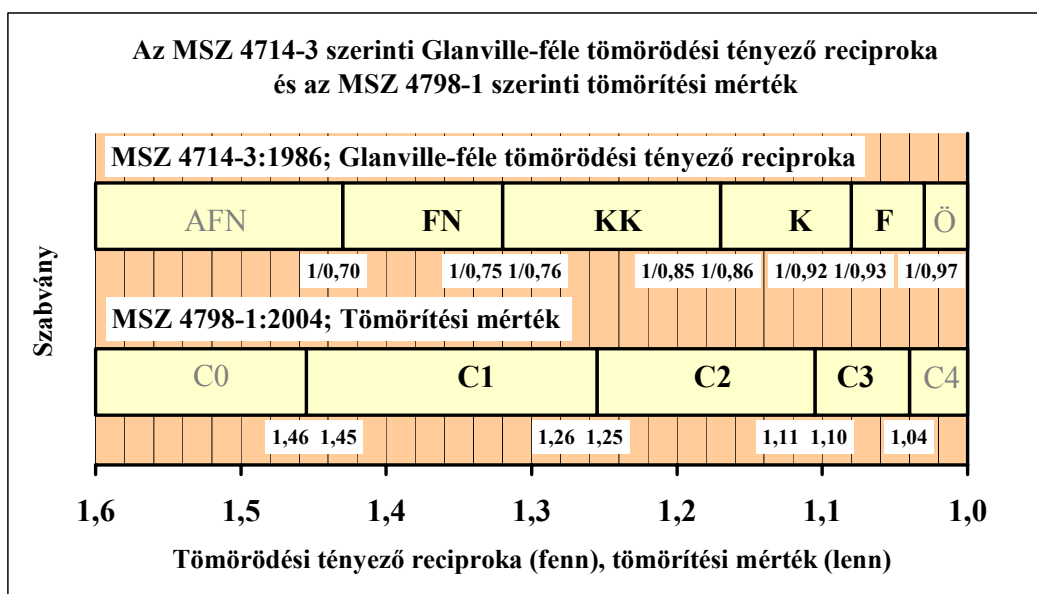 Az MSZ 4714-3 szerinti Glanville-féle tömörödési tényező reciproka
és az MSZ 4798-1 szerinti tömörítési mérték
MSZ 4714-3:1986; Glanville-féle tömörödési tényező reciproka
AFN FN KK K F Ö
1/0,70 1/0,75 1/0,76 1/0,85 1/0,86 1/0,92 1/0,93 1/0,97
Szabvány
MSZ 4798-1:2004; Tömörítési mérték
C0 C1 C2 C3 C4
1,46 1,45 1,26 1,25 1,11 1,10 1,04
1,6 1,5 1,4 1,3 1,2 1,1 1,0
Tömörödési tényező reciproka (fenn), tömörítési mérték (lenn)